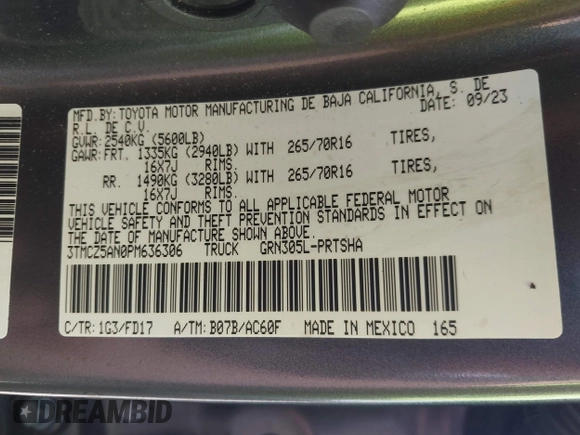 MFD.BY: TOYOTA MOTOR MANUFACTURING DE BAJA CALIFORNIA, S. DE
R.L. DE C.V. DATE: 09/23
GVWR: 2540KG (5600LB)
GAWR: FRT. 1335KG (2940LB) WITH 265/70R16 TIRES,
16X7J RIMS.
RR. 1490KG (3280LB) WITH 265/70R16 TIRES,
16X7J RIMS.
THIS VEHICLE CONFORMS TO ALL APPLICABLE FEDERAL MOTOR
VEHICLE SAFETY AND THEFT PREVENTION STANDARDS IN EFFECT ON
THE DATE OF MANUFACTURE SHOWN ABOVE.
3TMCZ5AN0PM636306 TRUCK GRN305L-PRTSHA
C/TR: 1G3/FD17 A/TM: B07B/AC60F MADE IN MEXICO 165
DREAMBID